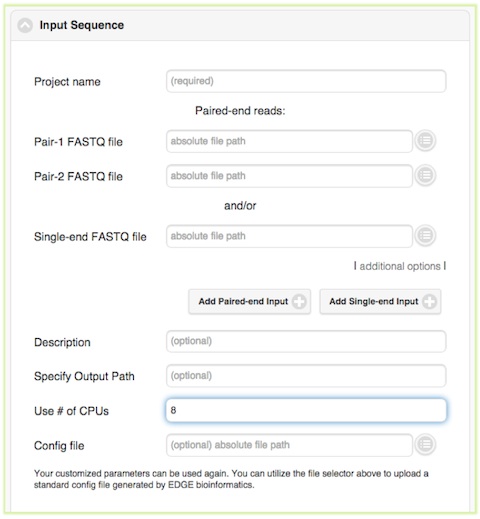 Input Sequence
Project name (required)
Paired-end reads:
Pair-1 FASTQ file absolute file path
Pair-2 FASTQ file absolute file path
and/or
Single-end FASTQ file absolute file path
| additional options |
Add Paired-end Input Add Single-end Input
Description (optional)
Specify Output Path (optional)
Use # of CPUs 8
Config file (optional) absolute file path
Your customized parameters can be used again. You can utilize the file selector above to upload a
standard config file generated by EDGE bioinformatics.